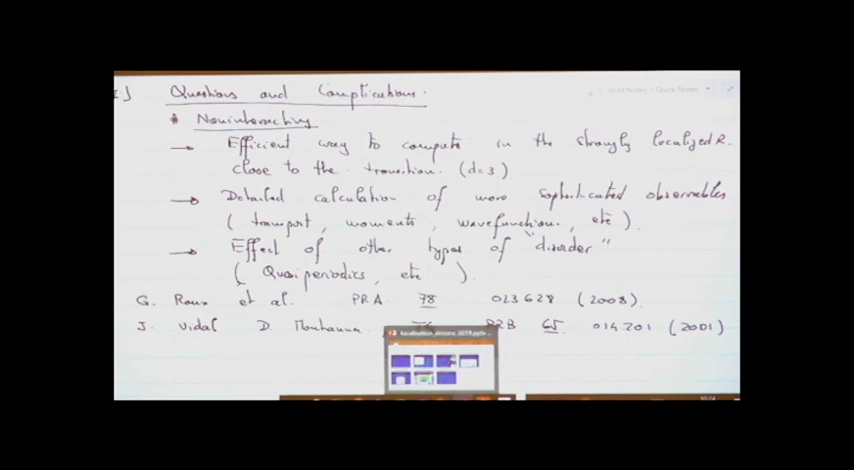 Questions and Complications.
* Noninteracting
→ Efficient way to compute in the strongly localized R.
close to the transition. (d=3)
→ Detailed calculation of more sophisticated observables
(transport, moments, wavefunction, etc).
→ Effect of other types of "disorder"
(Quasiperiodics, etc).
G. Roux et al. PRA 78 023628 (2008)
J. Vidal D. Mouhanna PRB 65 014201 (2001)